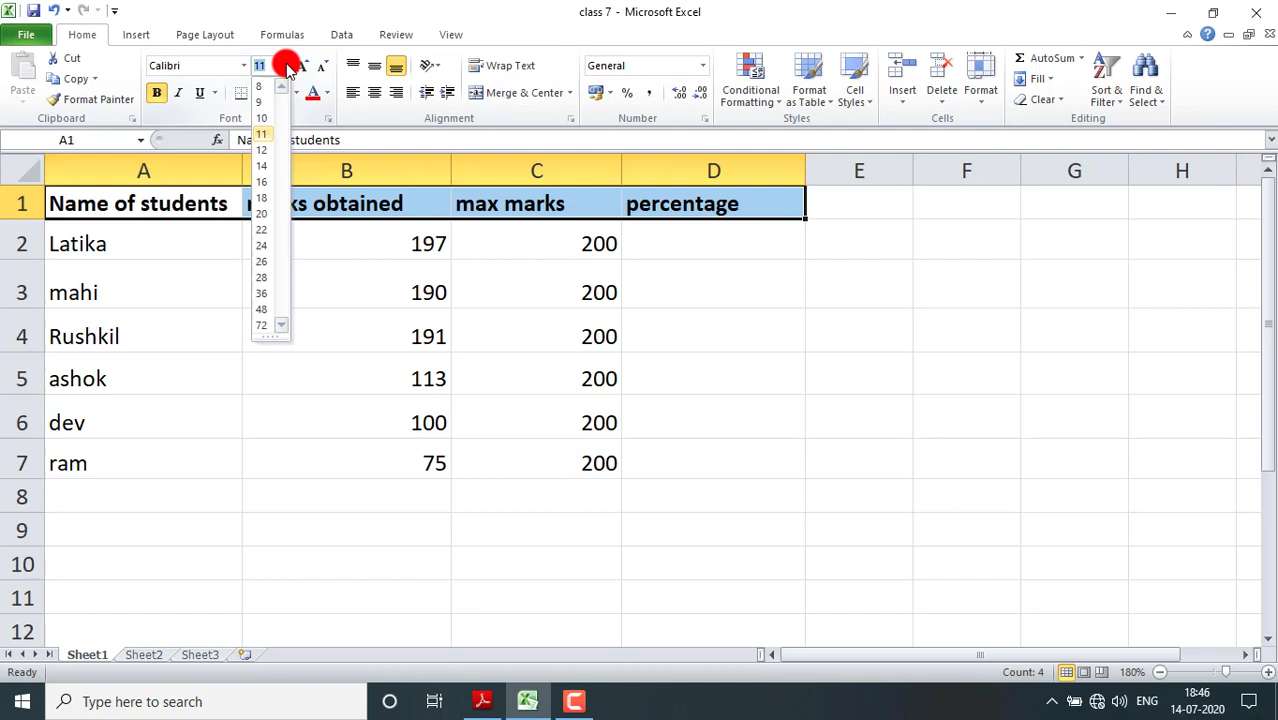 class 7 - Microsoft Excel
File Home Insert Page Layout Formulas Data Review View
Paste Cut Copy Format Painter Clipboard
Calibri 11 Font
Wrap Text Merge & Center Alignment
General Number
Conditional Formatting Format as Table Cell Styles Styles
Insert Delete Format Cells
AutoSum Fill Clear Sort & Filter Find & Select Editing
8
9
10
11
12
14
16
18
20
22
24
26
28
36
48
72
A1 fx Na students
A B C D E F G H
1 Name of students ks obtained max marks percentage
2 Latika 197 200
3 mahi 190 200
4 Rushkil 191 200
5 ashok 113 200
6 dev 100 200
7 ram 75 200
8
9
10
11
12
Sheet1 Sheet2 Sheet3
Ready Count: 4 180%
Type here to search ENG 18:46
14-07-2020